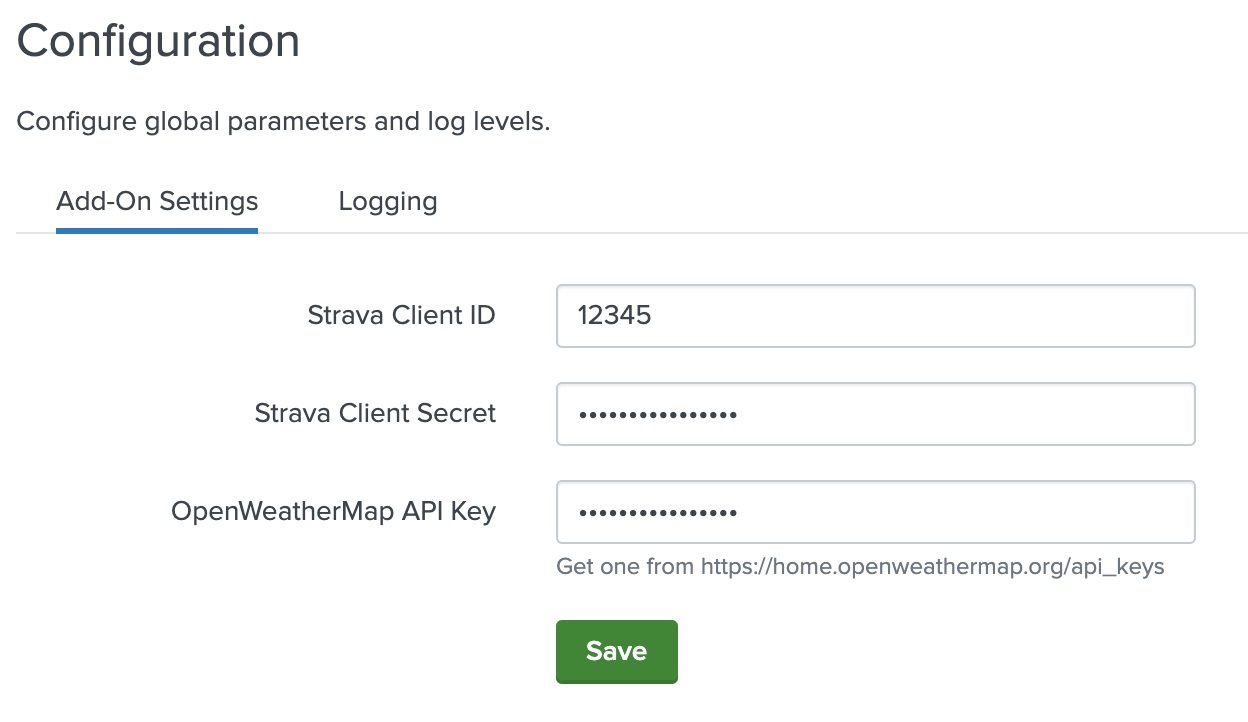 Configuration
Configure global parameters and log levels.
Add-On Settings Logging
Strava Client ID 12345
Strava Client Secret ••••••••••••••••
OpenWeatherMap API Key ••••••••••••••••
Get one from https://home.openweathermap.org/api_keys
Save